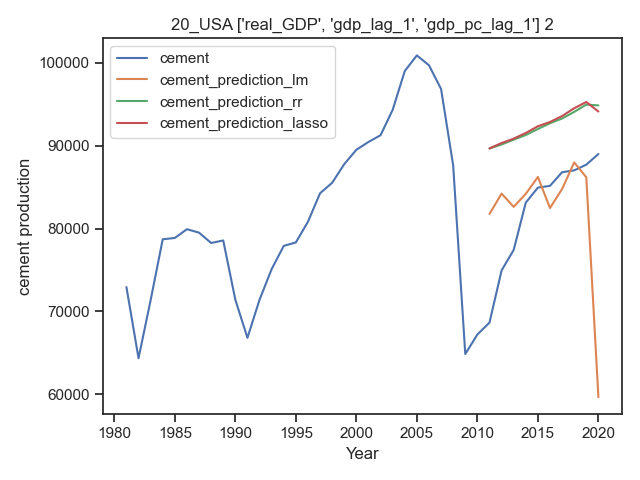 20_USA ['real_GDP', 'gdp_lag_1', 'gdp_pc_lag_1'] 2
cement
cement_prediction_lm
cement_prediction_rr
cement_prediction_lasso
100000
90000
80000
70000
60000
cement production
1980 1985 1990 1995 2000 2005 2010 2015 2020
Year